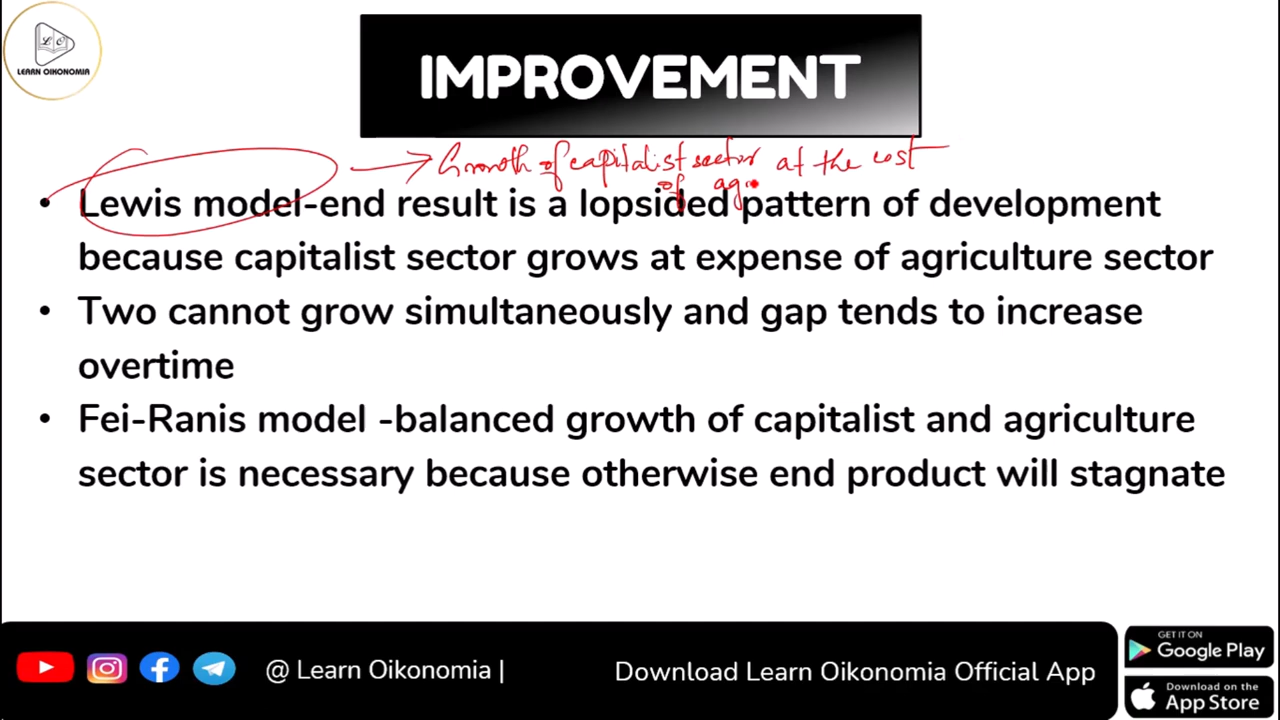 LO
LEARN OIKONOMIA
IMPROVEMENT
Growth of capitalist sector at the cost
of agri
• Lewis model-end result is a lopsided pattern of development
because capitalist sector grows at expense of agriculture sector
• Two cannot grow simultaneously and gap tends to increase
overtime
• Fei-Ranis model -balanced growth of capitalist and agriculture
sector is necessary because otherwise end product will stagnate
@ Learn Oikonomia |
Download Learn Oikonomia Official App
GET IT ON
Google Play
Download on the
App Store